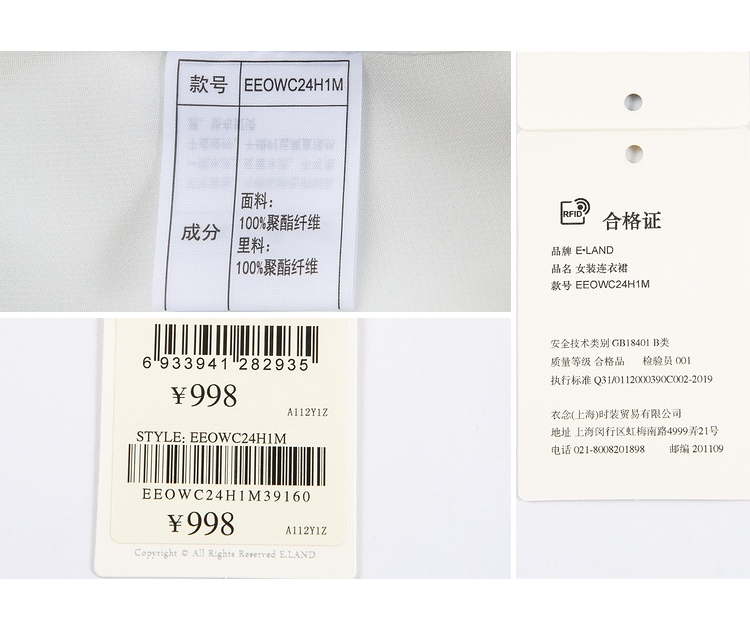 款号 EEOWC24H1M
成分
面料:
100%聚酯纤维
里料:
100%聚酯纤维
6 933941 282935
¥998
A112Y1Z
STYLE: EEOWC24H1M
EEOWC24H1M39160
¥998
A112Y1Z
Copyright © All Rights Reserved E.LAND
RFID
合格证
品牌 E•LAND
品名 女装连衣裙
款号 EEOWC24H1M
安全技术类别 GB18401 B类
质量等级 合格品 检验员 001
执行标准 Q31/0112000390C002-2019
衣念(上海)时装贸易有限公司
地址 上海闵行区虹梅南路4999弄21号
电话 021-8008201898 邮编 201109